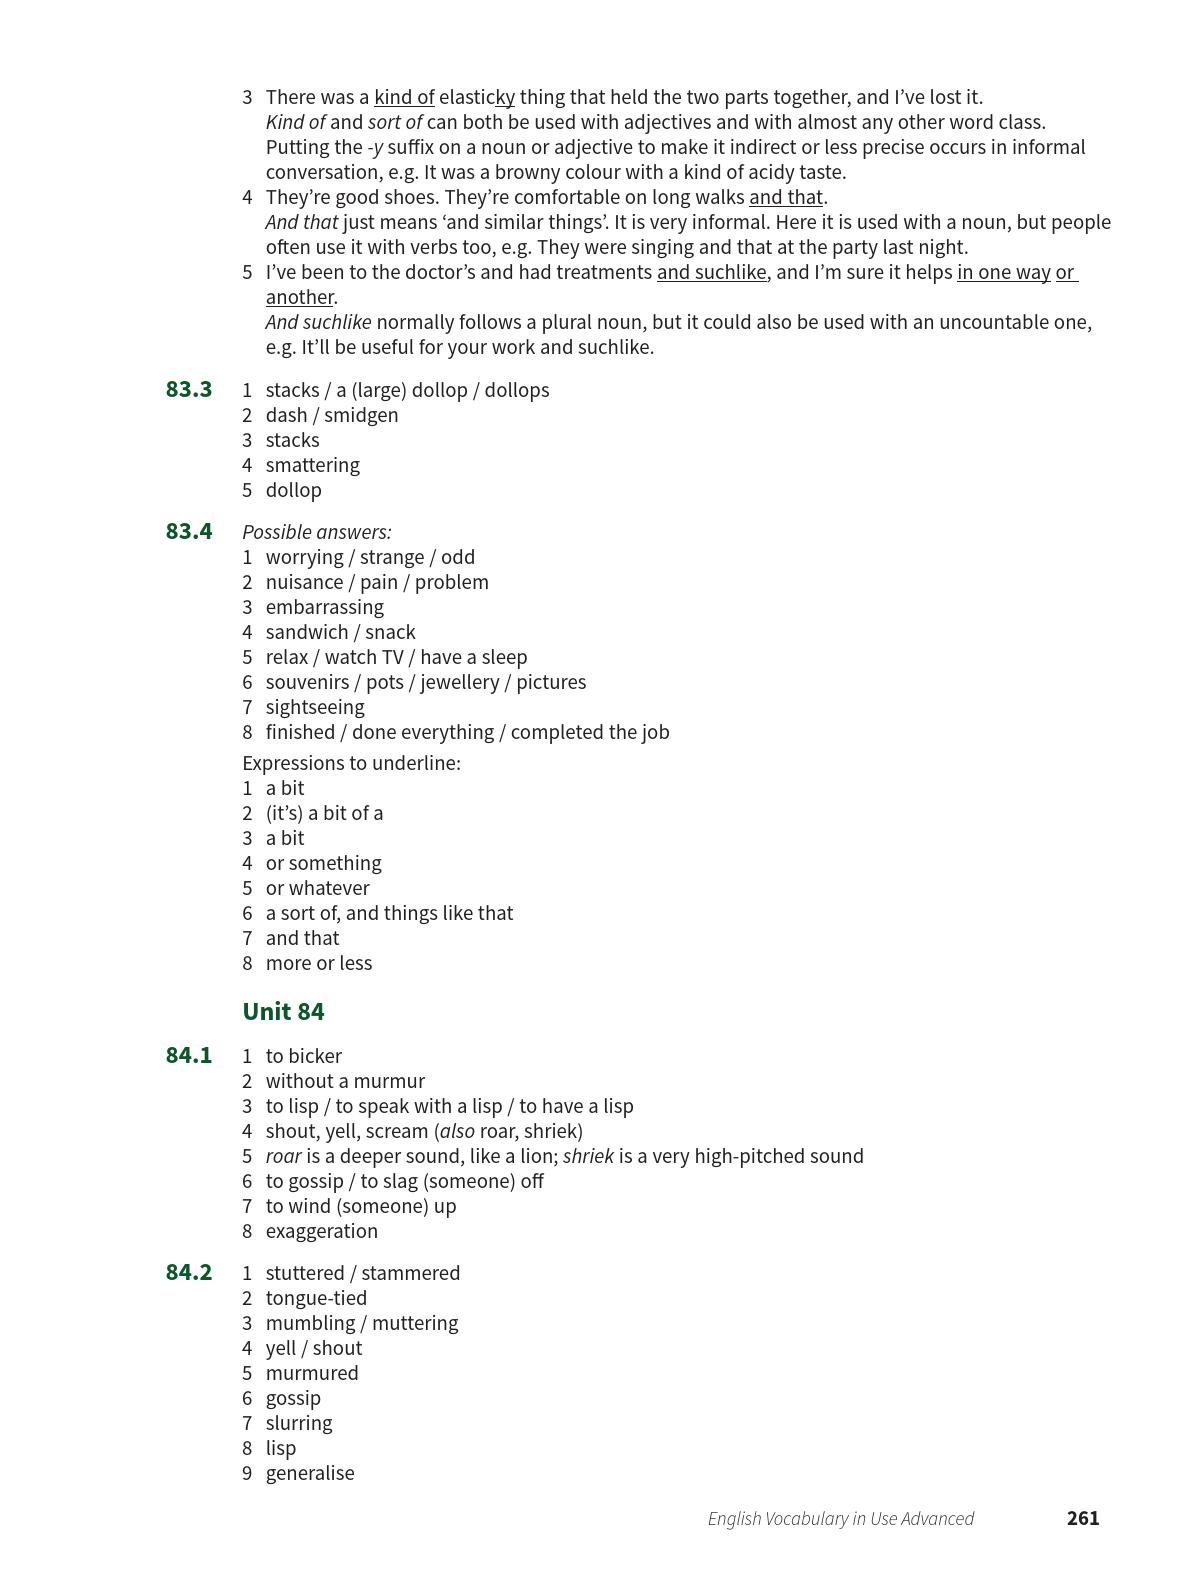 3 There was a kind of elasticky thing that held the two parts together, and I’ve lost it.
Kind of and sort of can both be used with adjectives and with almost any other word class.
Putting the -y suffix on a noun or adjective to make it indirect or less precise occurs in informal
conversation, e.g. It was a browny colour with a kind of acidy taste.
4 They’re good shoes. They’re comfortable on long walks and that.
And that just means ‘and similar things’. It is very informal. Here it is used with a noun, but people
often use it with verbs too, e.g. They were singing and that at the party last night.
5 I’ve been to the doctor’s and had treatments and suchlike, and I’m sure it helps in one way or
another.
And suchlike normally follows a plural noun, but it could also be used with an uncountable one,
e.g. It’ll be useful for your work and suchlike.
83.3 1 stacks / a (large) dollop / dollops
2 dash / smidgen
3 stacks
4 smattering
5 dollop
83.4 Possible answers:
1 worrying / strange / odd
2 nuisance / pain / problem
3 embarrassing
4 sandwich / snack
5 relax / watch TV / have a sleep
6 souvenirs / pots / jewellery / pictures
7 sightseeing
8 finished / done everything / completed the job
Expressions to underline:
1 a bit
2 (it’s) a bit of a
3 a bit
4 or something
5 or whatever
6 a sort of, and things like that
7 and that
8 more or less
Unit 84
84.1 1 to bicker
2 without a murmur
3 to lisp / to speak with a lisp / to have a lisp
4 shout, yell, scream (also roar, shriek)
5 roar is a deeper sound, like a lion; shriek is a very high-pitched sound
6 to gossip / to slag (someone) off
7 to wind (someone) up
8 exaggeration
84.2 1 stuttered / stammered
2 tongue-tied
3 mumbling / muttering
4 yell / shout
5 murmured
6 gossip
7 slurring
8 lisp
9 generalise
English Vocabulary in Use Advanced 261